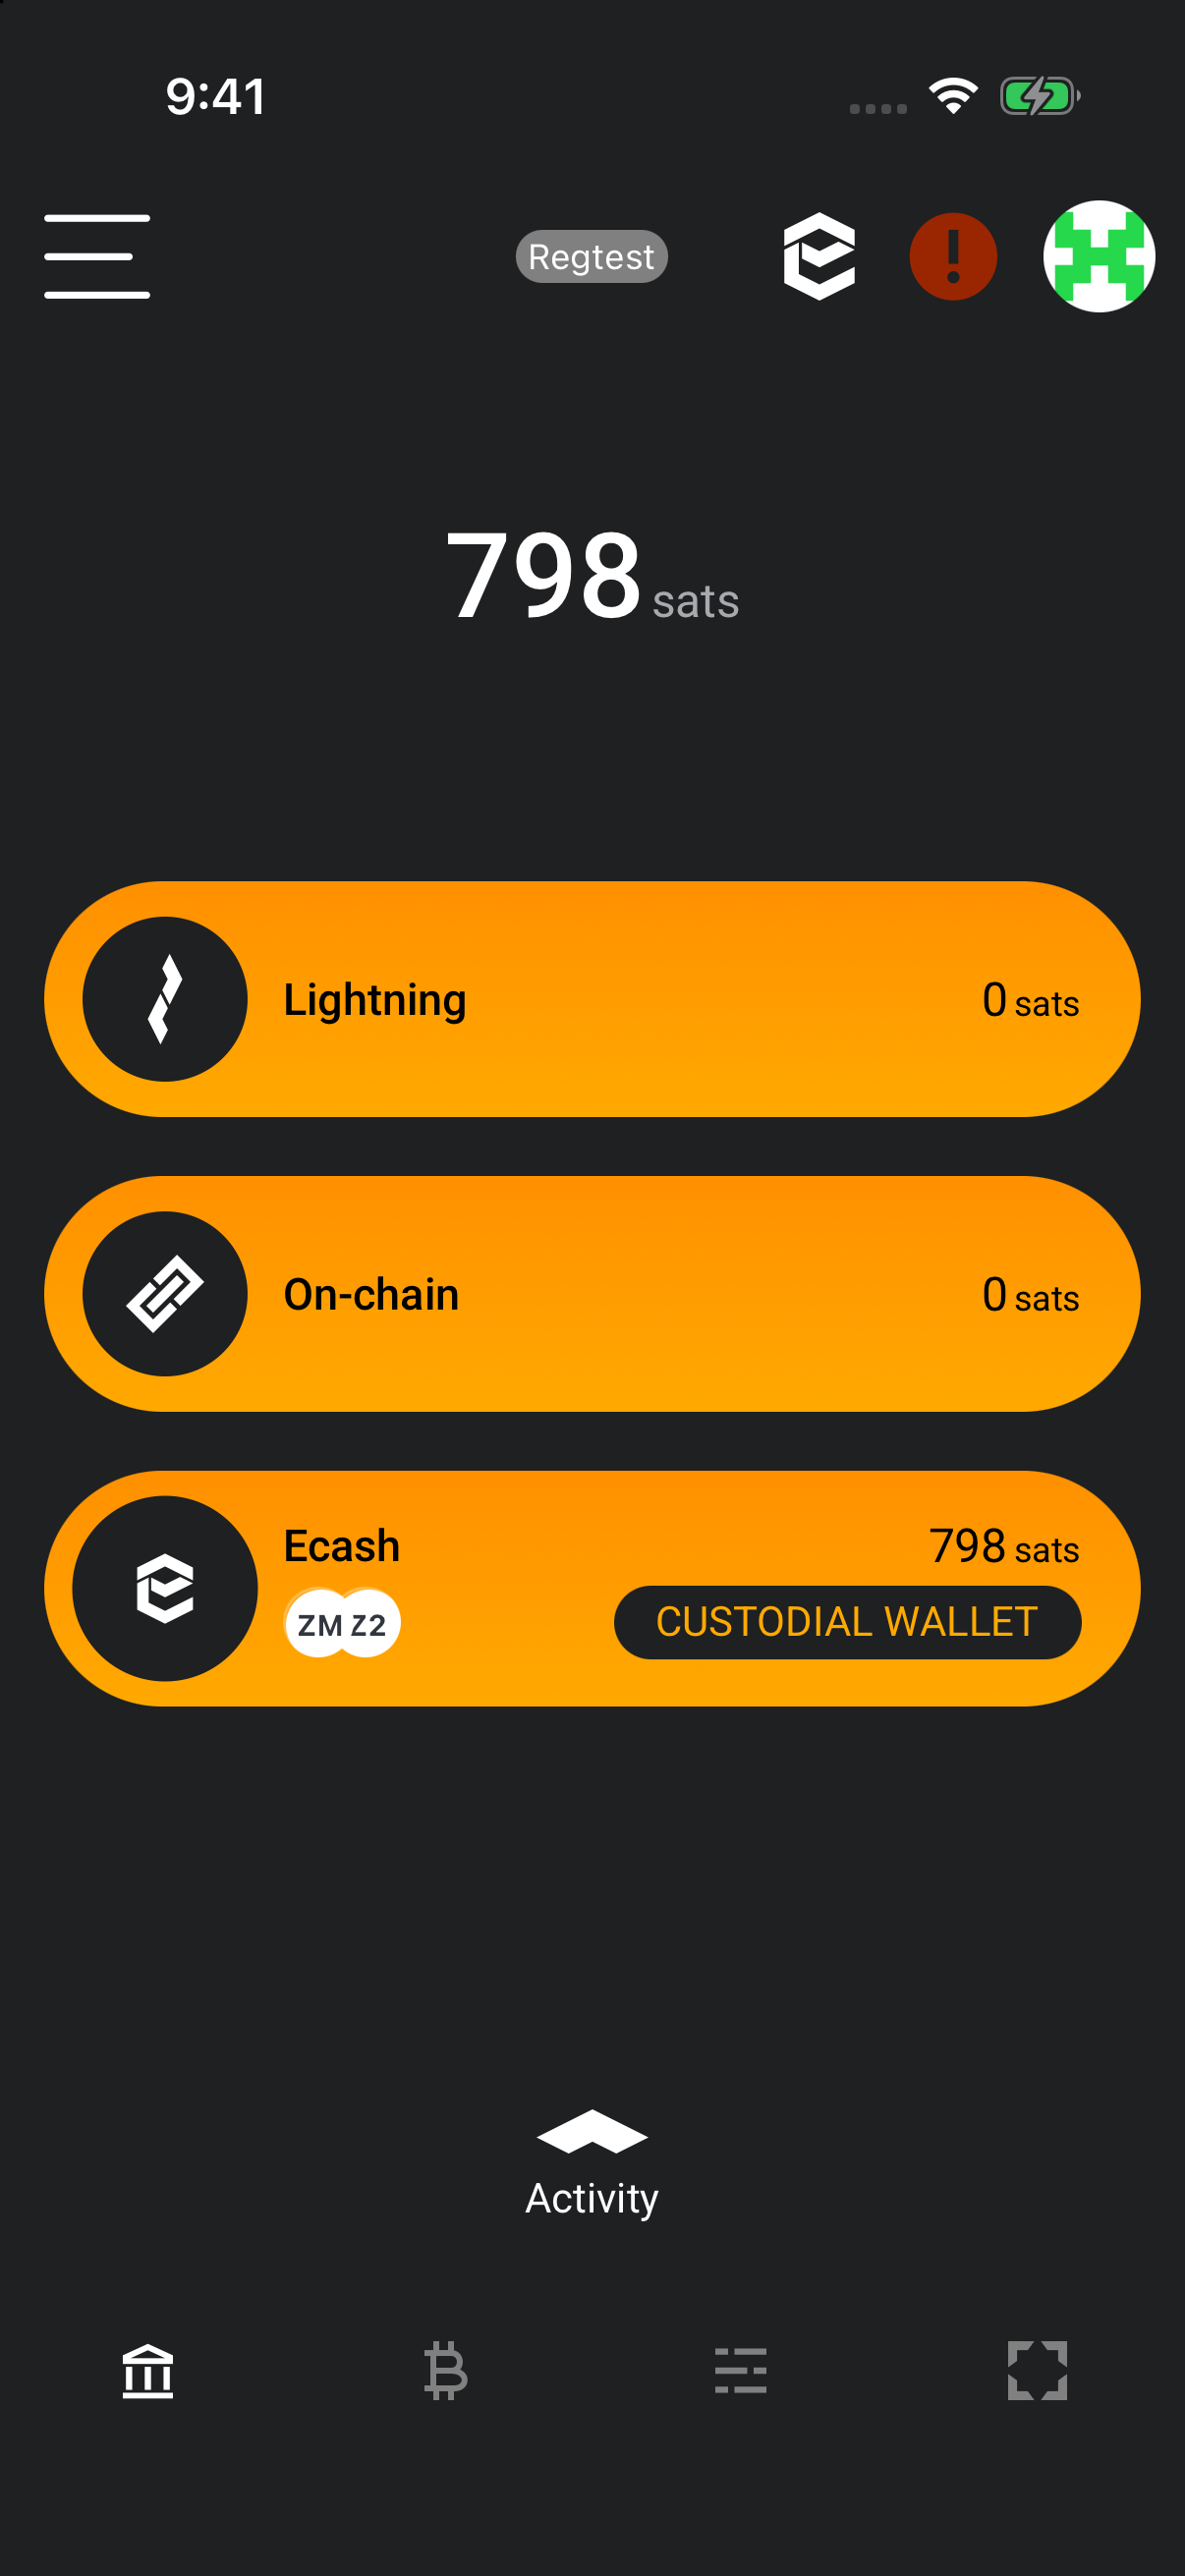 9:41
Regtest
798 sats
Lightning 0 sats
On-chain 0 sats
Ecash 798 sats
ZM Z2 CUSTODIAL WALLET
Activity